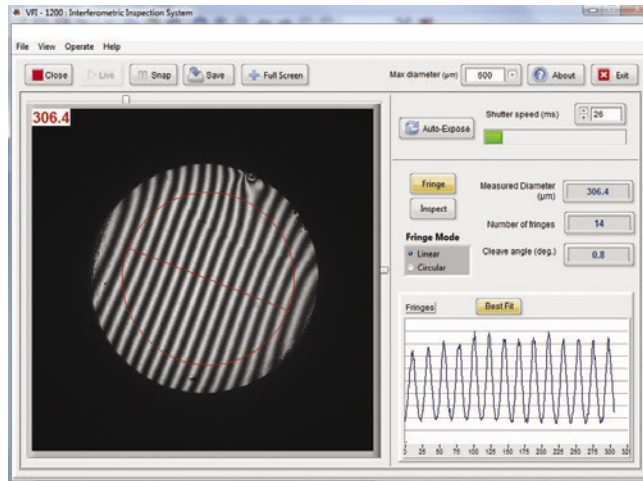 VFI - 1200 : Interferometric Inspection System
File View Operate Help
Close Live Snap Save Full Screen Max diameter (µm) 600 About Exit
306.4
Auto-Expose Shutter speed (ms) 26
Fringe Measured Diameter (µm) 306.4
Inspect Number of fringes 14
Fringe Mode Cleave angle (deg.) 0.8
Linear
Circular
Fringes Best Fit
0 25 50 75 100 125 150 175 200 225 250 275 300 325